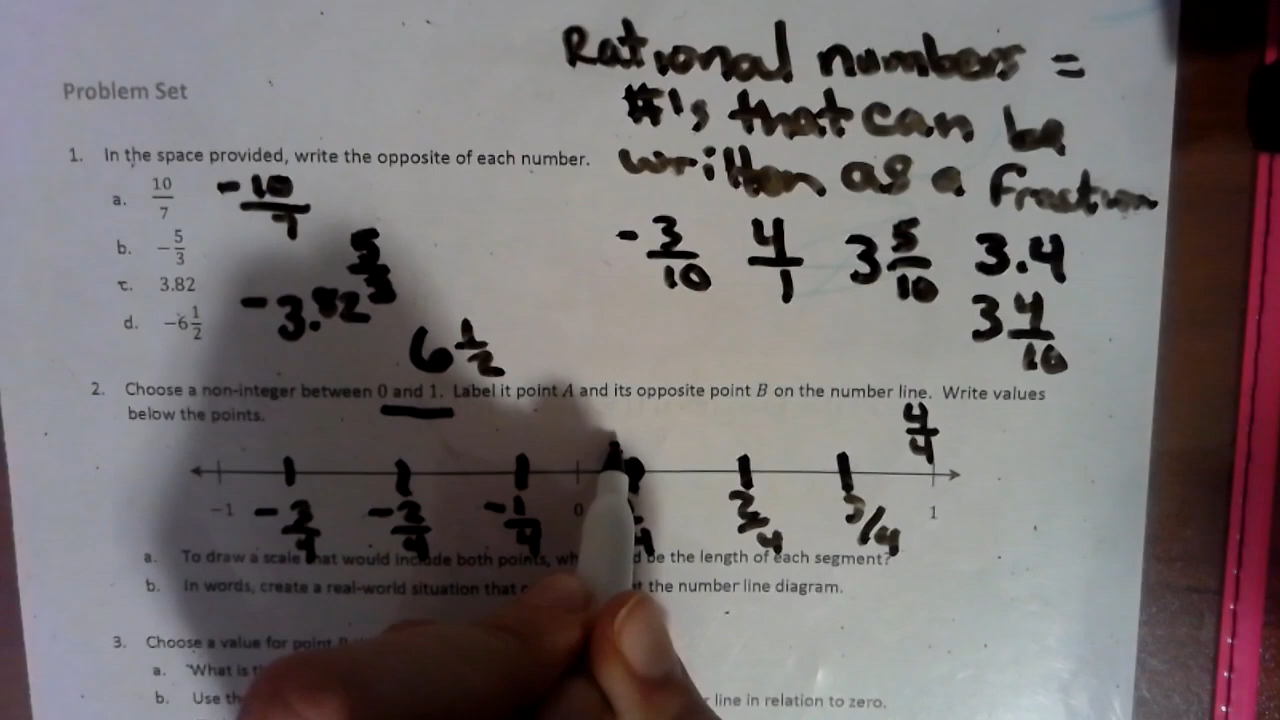 Rational numbers =
#'s that can be
written as a fraction
-3/10 4/1 3 5/10 3.4
3 4/10
Problem Set
1. In the space provided, write the opposite of each number.
a. 10/7 -10/7
b. -5/3 5/3
c. 3.82 -3.82
d. -6 1/2 6 1/2
2. Choose a non-integer between 0 and 1. Label it point A and its opposite point B on the number line. Write values
below the points.
4/4
-1 -3/4 -2/4 -1/4 0 2/4 3/4 1
a. To draw a scale that would include both points, be the length of each segment?
b. In words, create a real-world situation that the number line diagram.
3. Choose a value for point
a. "What is
b. Use line in relation to zero.